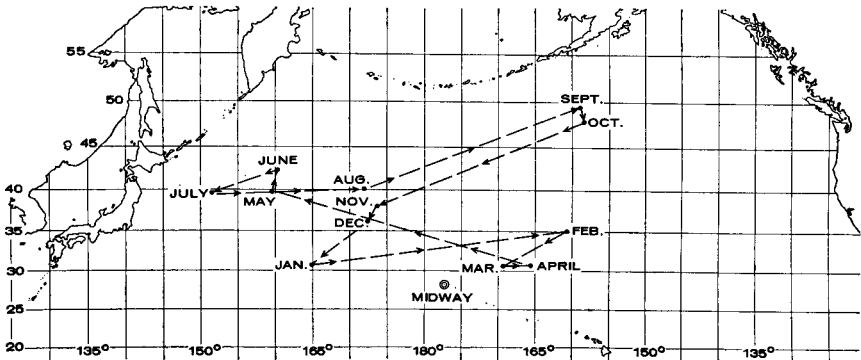 55
50
SEPT.
OCT.
45
JUNE
AUG.
40
JULY
MAY
NOV.
DEC.
35
FEB.
JAN.
MAR.
APRIL
30
MIDWAY
25
20
135° 150° 165° 180° 165° 150° 135°